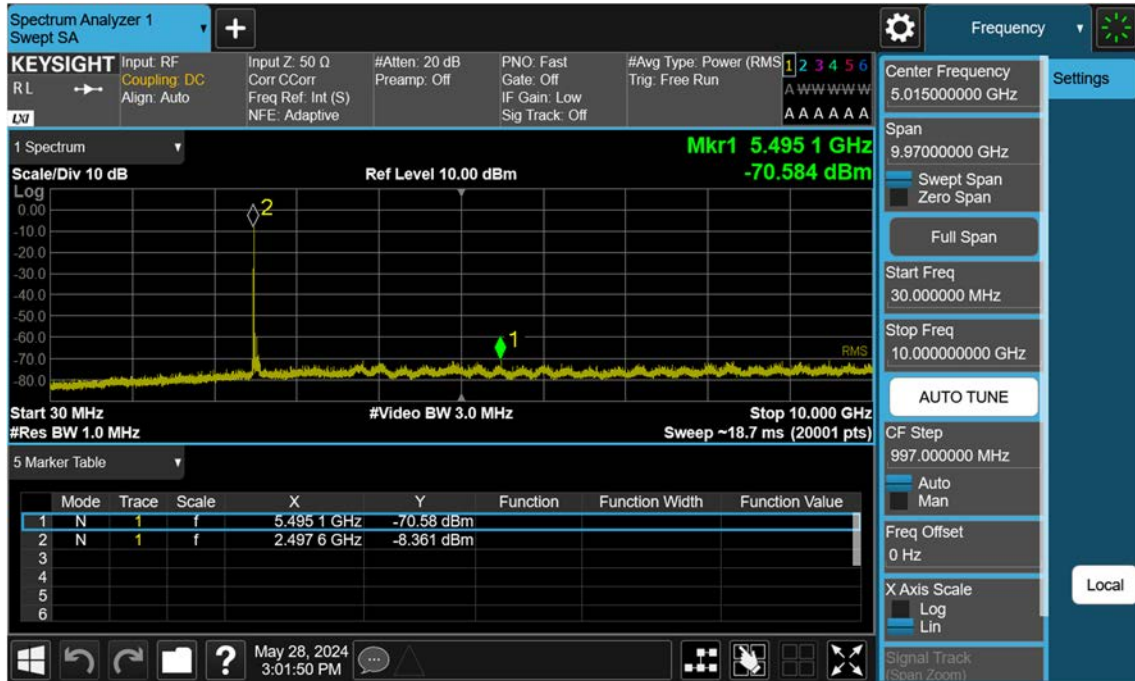 Spectrum Analyzer 1
Swept SA
+
Frequency
KEYSIGHT
R L
LXI
Input: RF
Coupling: DC
Align: Auto
Input Z: 50 Ω
Corr CCorr
Freq Ref: Int (S)
NFE: Adaptive
#Atten: 20 dB
Preamp: Off
PNO: Fast
Gate: Off
IF Gain: Low
Sig Track: Off
#Avg Type: Power (RMS
Trig: Free Run
1 2 3 4 5 6
A W W W W W
A A A A A A
1 Spectrum
Mkr1 5.495 1 GHz
-70.584 dBm
Scale/Div 10 dB
Ref Level 10.00 dBm
Log
0.00
-10.0
-20.0
-30.0
-40.0
-50.0
-60.0
-70.0
-80.0
2
1
RMS
Start 30 MHz
#Video BW 3.0 MHz
Stop 10.000 GHz
#Res BW 1.0 MHz
Sweep ~18.7 ms (20001 pts)
5 Marker Table
Mode Trace Scale X Y Function Function Width Function Value
1 N 1 f 5.495 1 GHz -70.58 dBm
2 N 1 f 2.497 6 GHz -8.361 dBm
3
4
5
6
?
May 28, 2024
3:01:50 PM
Center Frequency
5.015000000 GHz
Span
9.97000000 GHz
Swept Span
Zero Span
Full Span
Start Freq
30.000000 MHz
Stop Freq
10.000000000 GHz
AUTO TUNE
CF Step
997.000000 MHz
Auto
Man
Freq Offset
0 Hz
X Axis Scale
Log
Lin
Signal Track
(Span Zoom)
Settings
Local